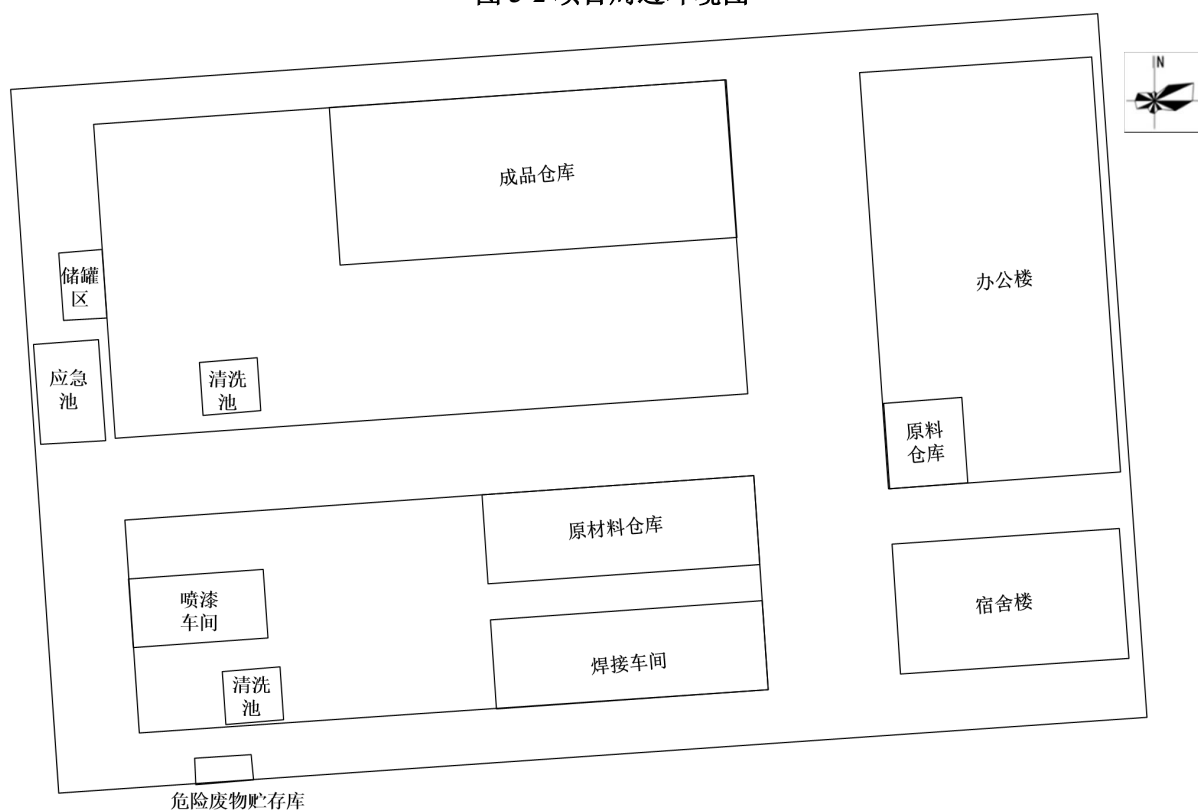 N
成品仓库
储罐
区
办公楼
应急
池
清洗
池
原料
仓库
原材料仓库
喷漆
车间
宿舍楼
焊接车间
清洗
池
危险废物贮存库